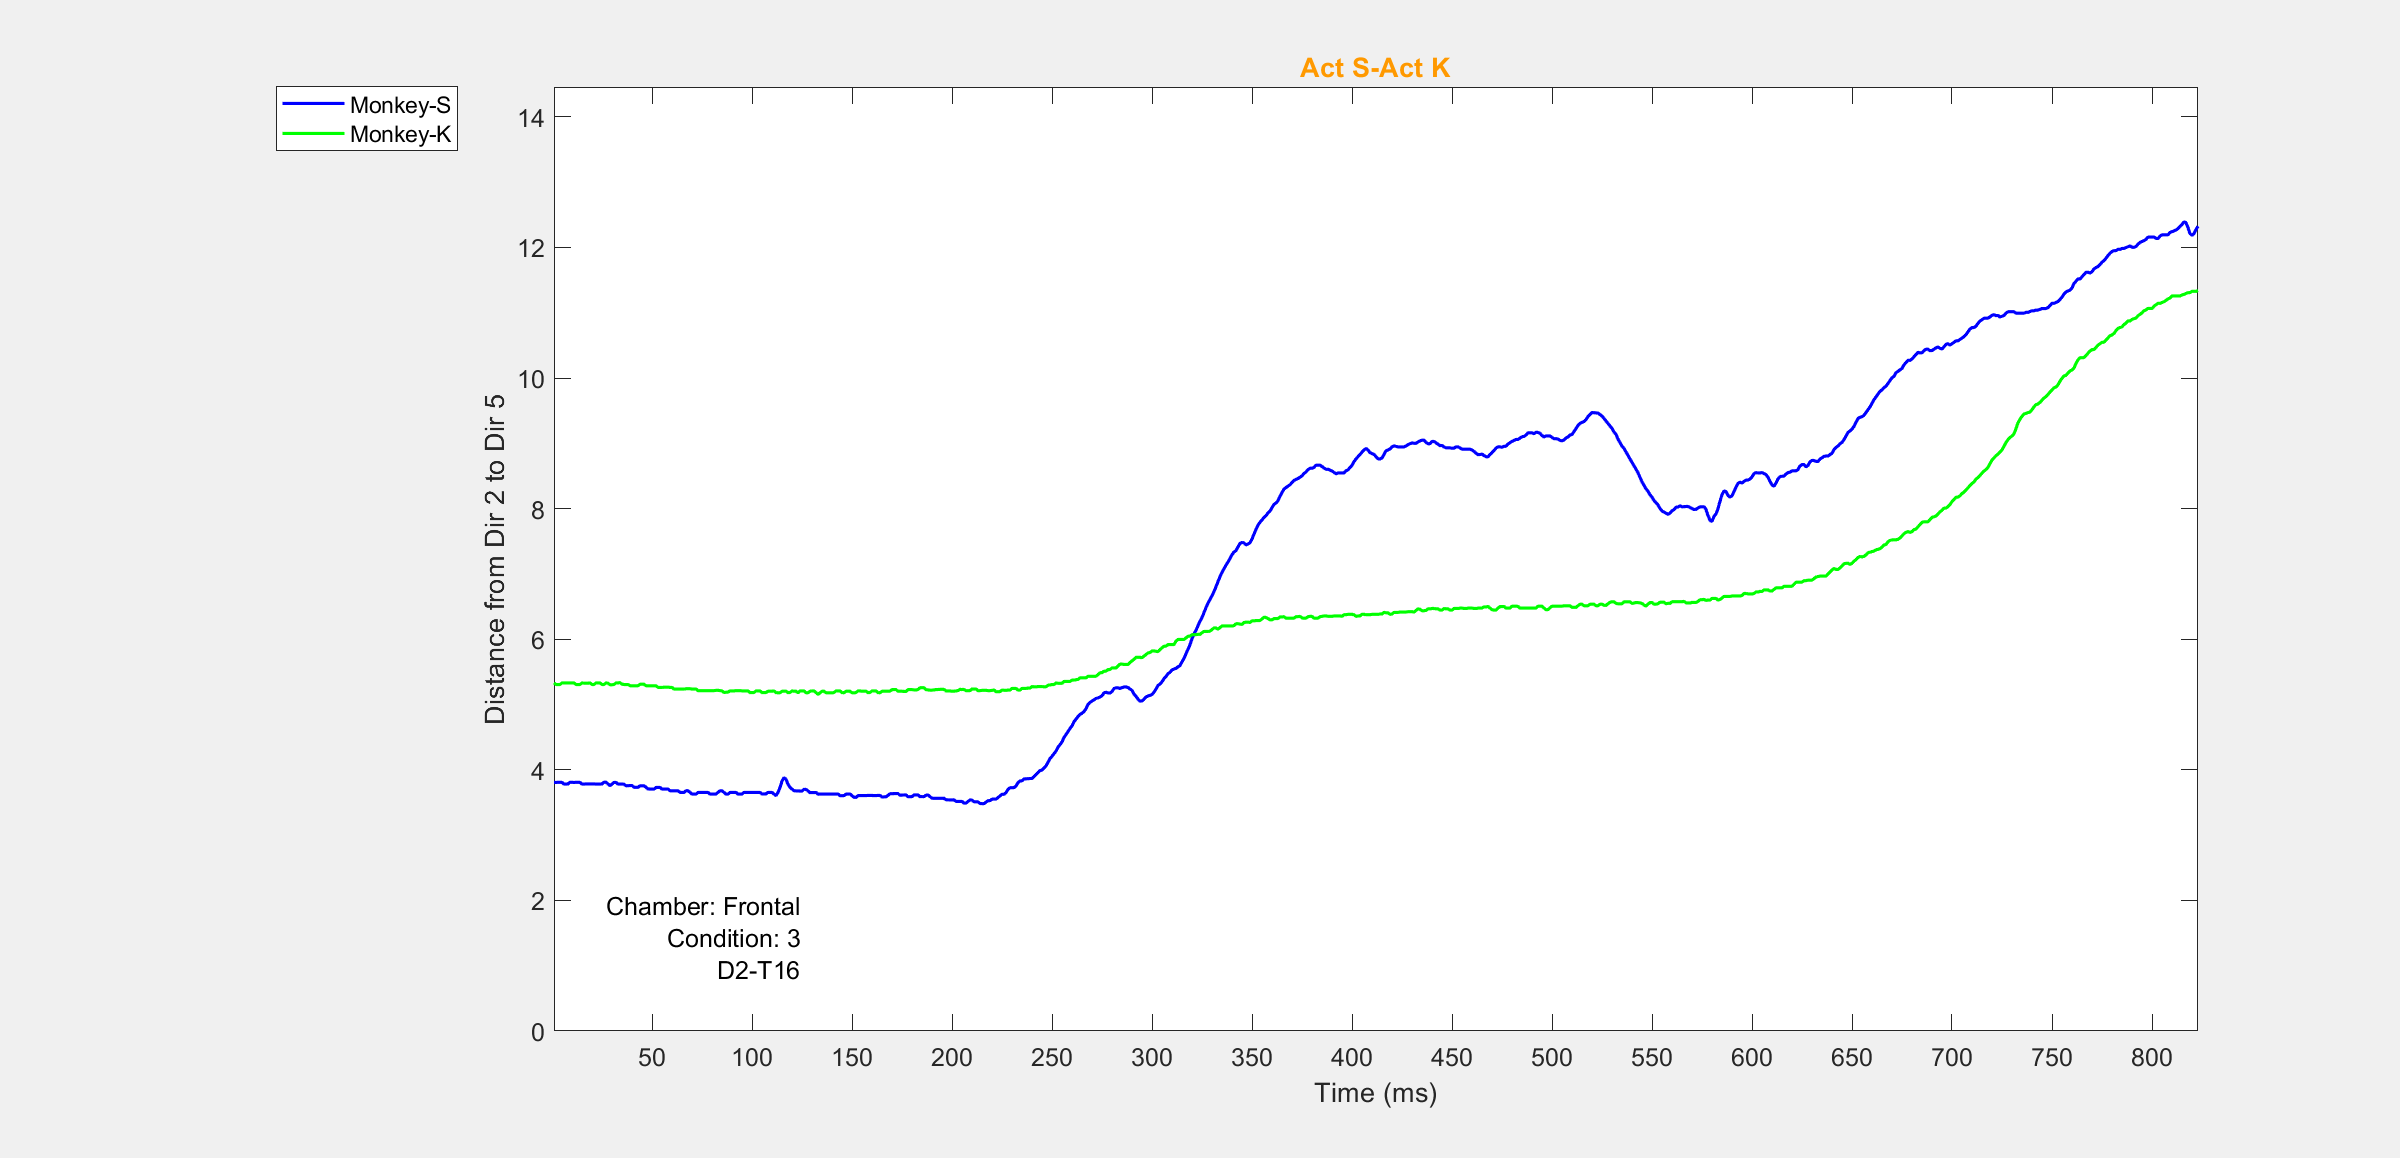 Act S-Act K
Monkey-S
Monkey-K
14
12
10
8
6
4
2
0
Distance from Dir 2 to Dir 5
Chamber: Frontal
Condition: 3
D2-T16
50 100 150 200 250 300 350 400 450 500 550 600 650 700 750 800
Time (ms)